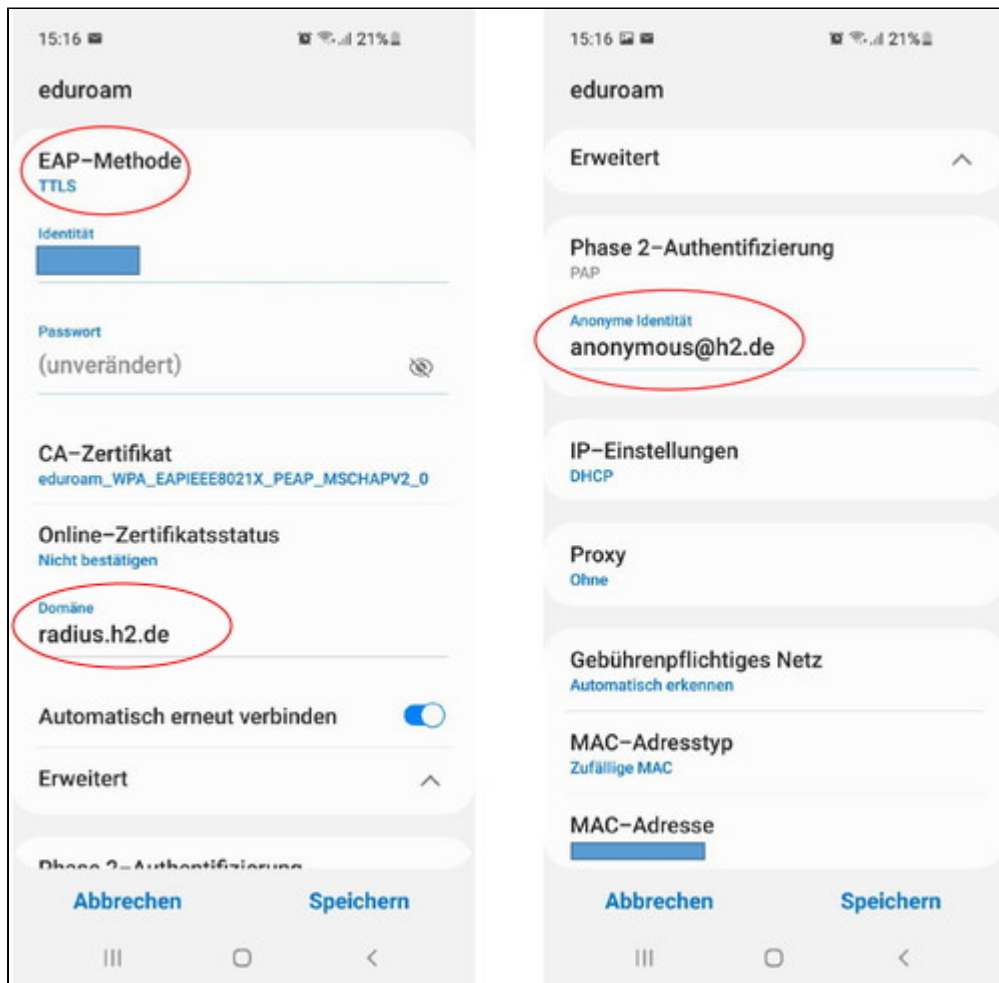 15:16
21%
eduroam
EAP-Methode
TTLS
Identität
Passwort
(unverändert)
CA-Zertifikat
eduroam_WPA_EAPIEEE8021X_PEAP_MSCHAPV2_0
Online-Zertifikatsstatus
Nicht bestätigen
Domäne
radius.h2.de
Automatisch erneut verbinden
Erweitert
Phase 2-Authentifizierung
Abbrechen Speichern
15:16
21%
eduroam
Erweitert
Phase 2-Authentifizierung
PAP
Anonyme Identität
anonymous@h2.de
IP-Einstellungen
DHCP
Proxy
Ohne
Gebührenpflichtiges Netz
Automatisch erkennen
MAC-Adresstyp
Zufällige MAC
MAC-Adresse
Abbrechen Speichern